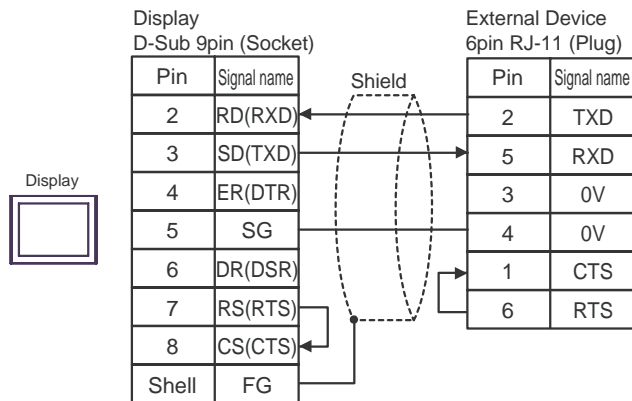 Display
D-Sub 9pin (Socket)
External Device
6pin RJ-11 (Plug)
Pin Signal name
Shield
Pin Signal name
2 RD(RXD)
2 TXD
3 SD(TXD)
5 RXD
Display
4 ER(DTR)
3 0V
5 SG
4 0V
6 DR(DSR)
1 CTS
7 RS(RTS)
6 RTS
8 CS(CTS)
Shell FG